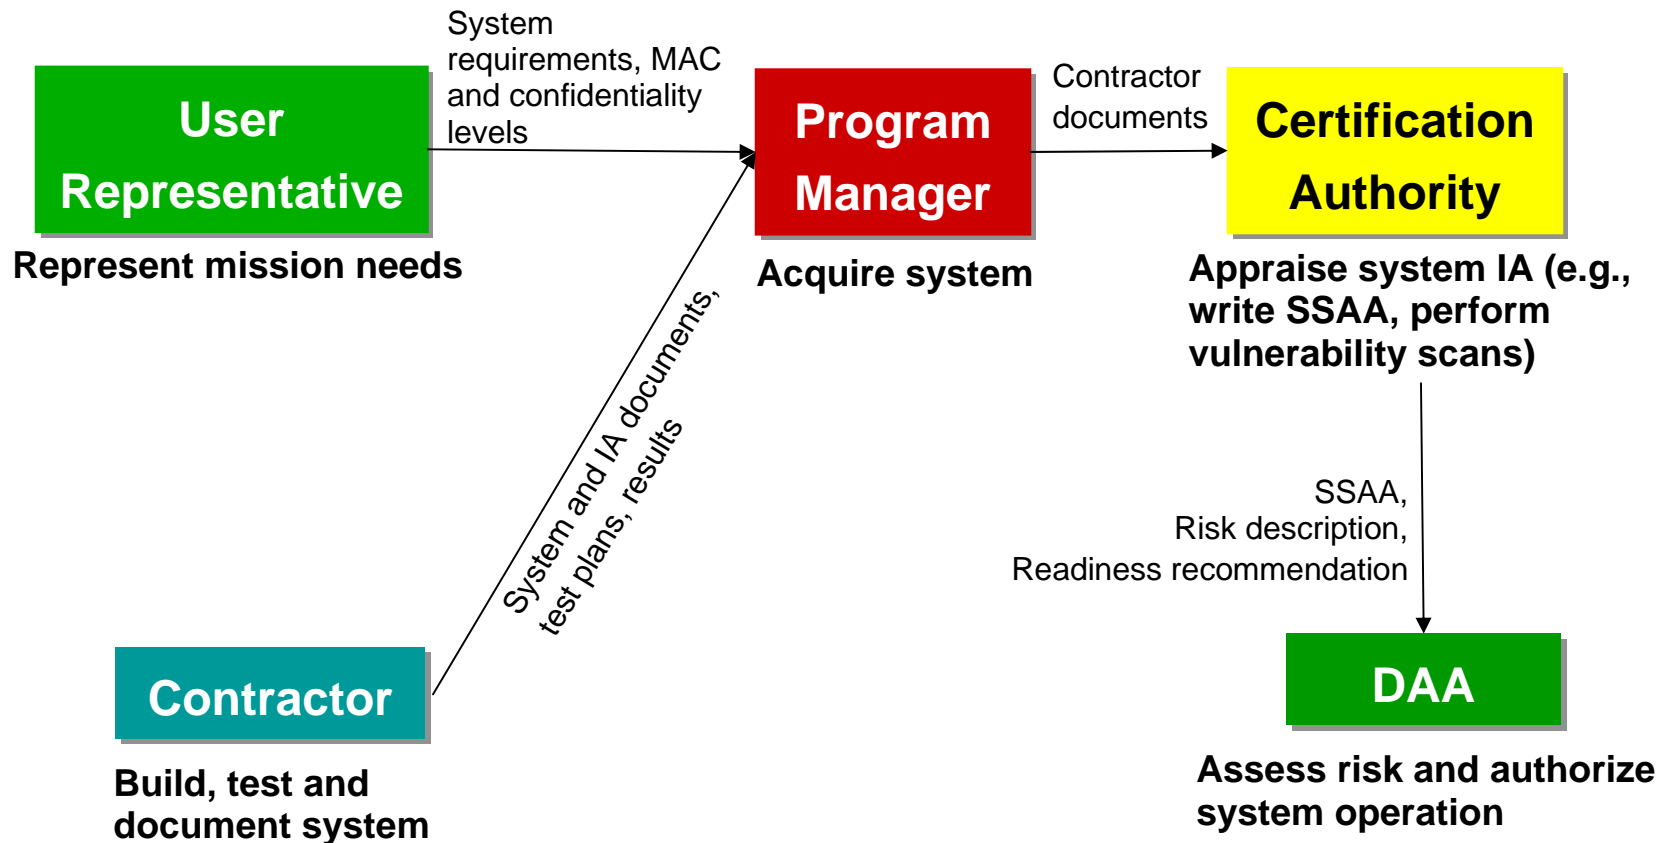 System
requirements, MAC
and confidentiality
levels
User
Representative
Represent mission needs
Program
Manager
Acquire system
Contractor
documents
Certification
Authority
Appraise system IA (e.g.,
write SSAA, perform
vulnerability scans)
System and IA documents,
test plans, results
SSAA,
Risk description,
Readiness recommendation
Contractor
Build, test and
document system
DAA
Assess risk and authorize
system operation